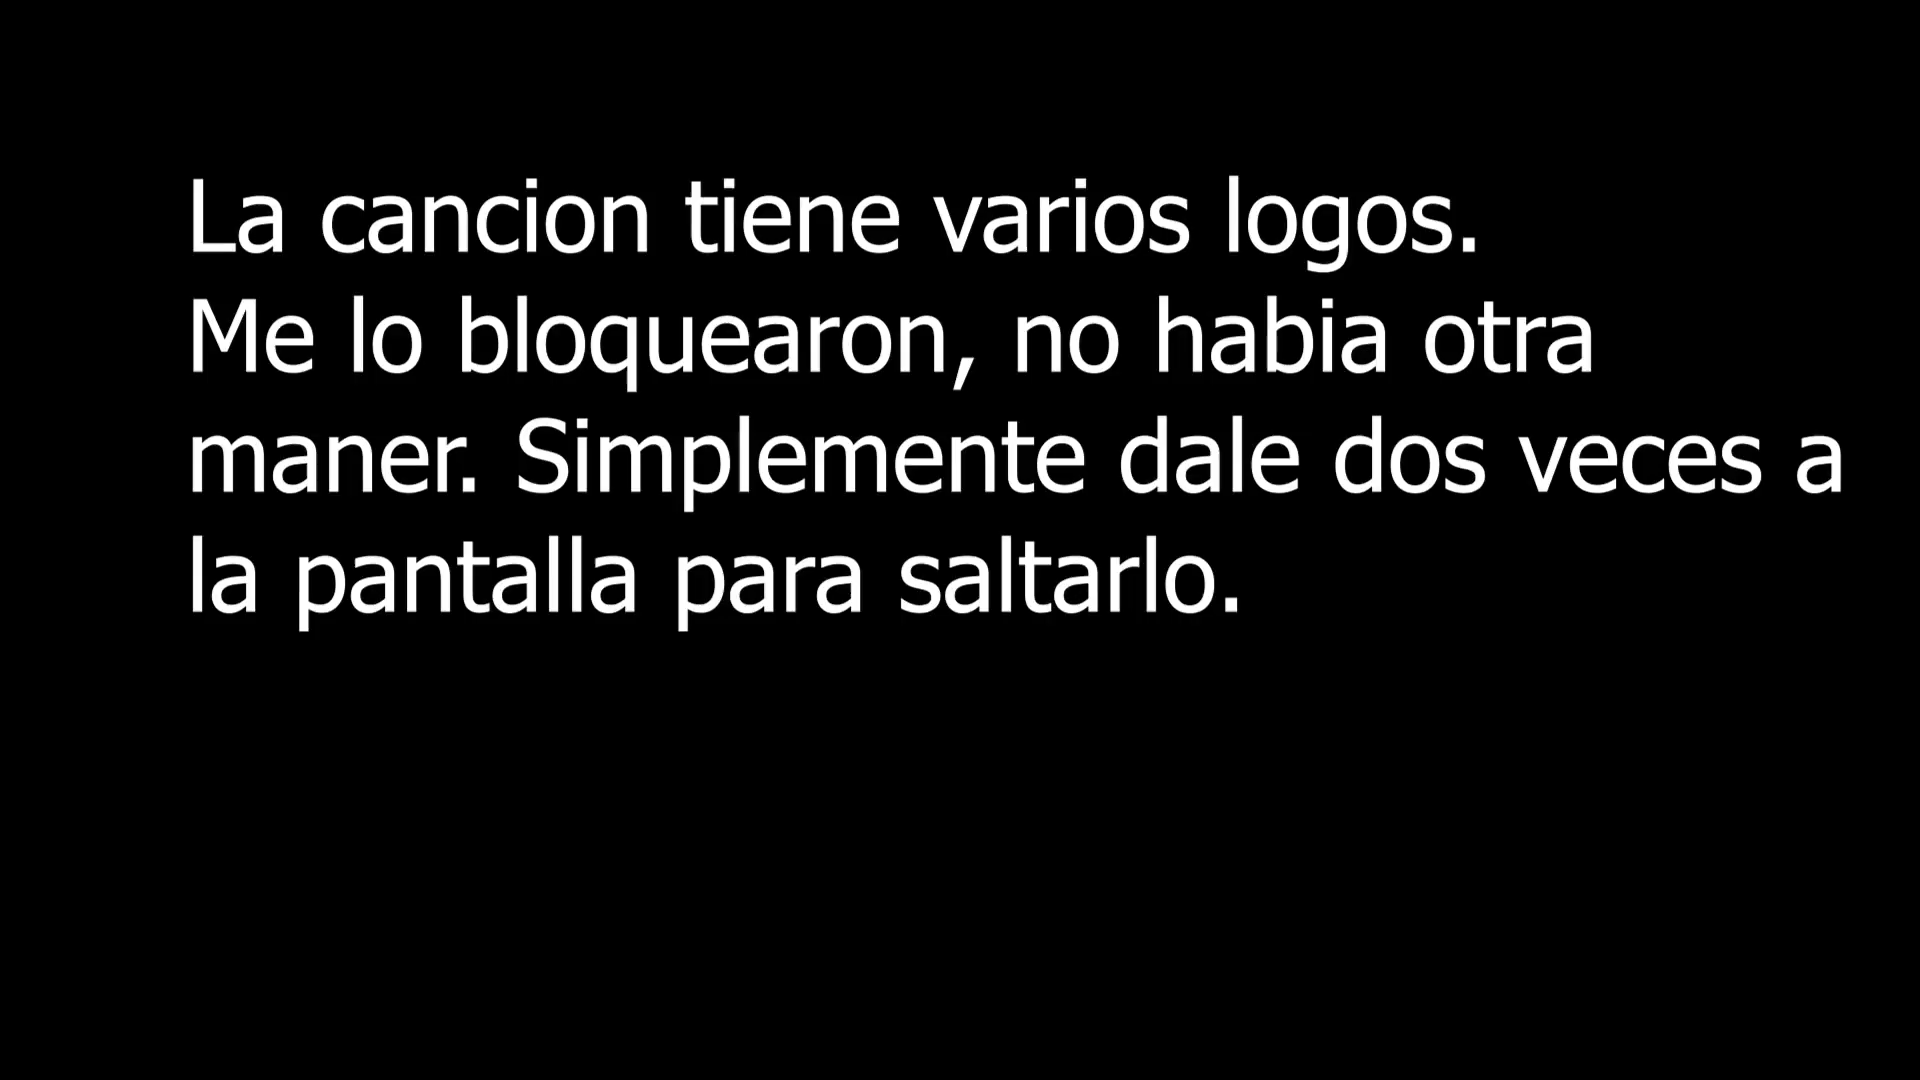 La cancion tiene varios logos.
Me lo bloquearon, no habia otra
maner. Simplemente dale dos veces a
la pantalla para saltarlo.